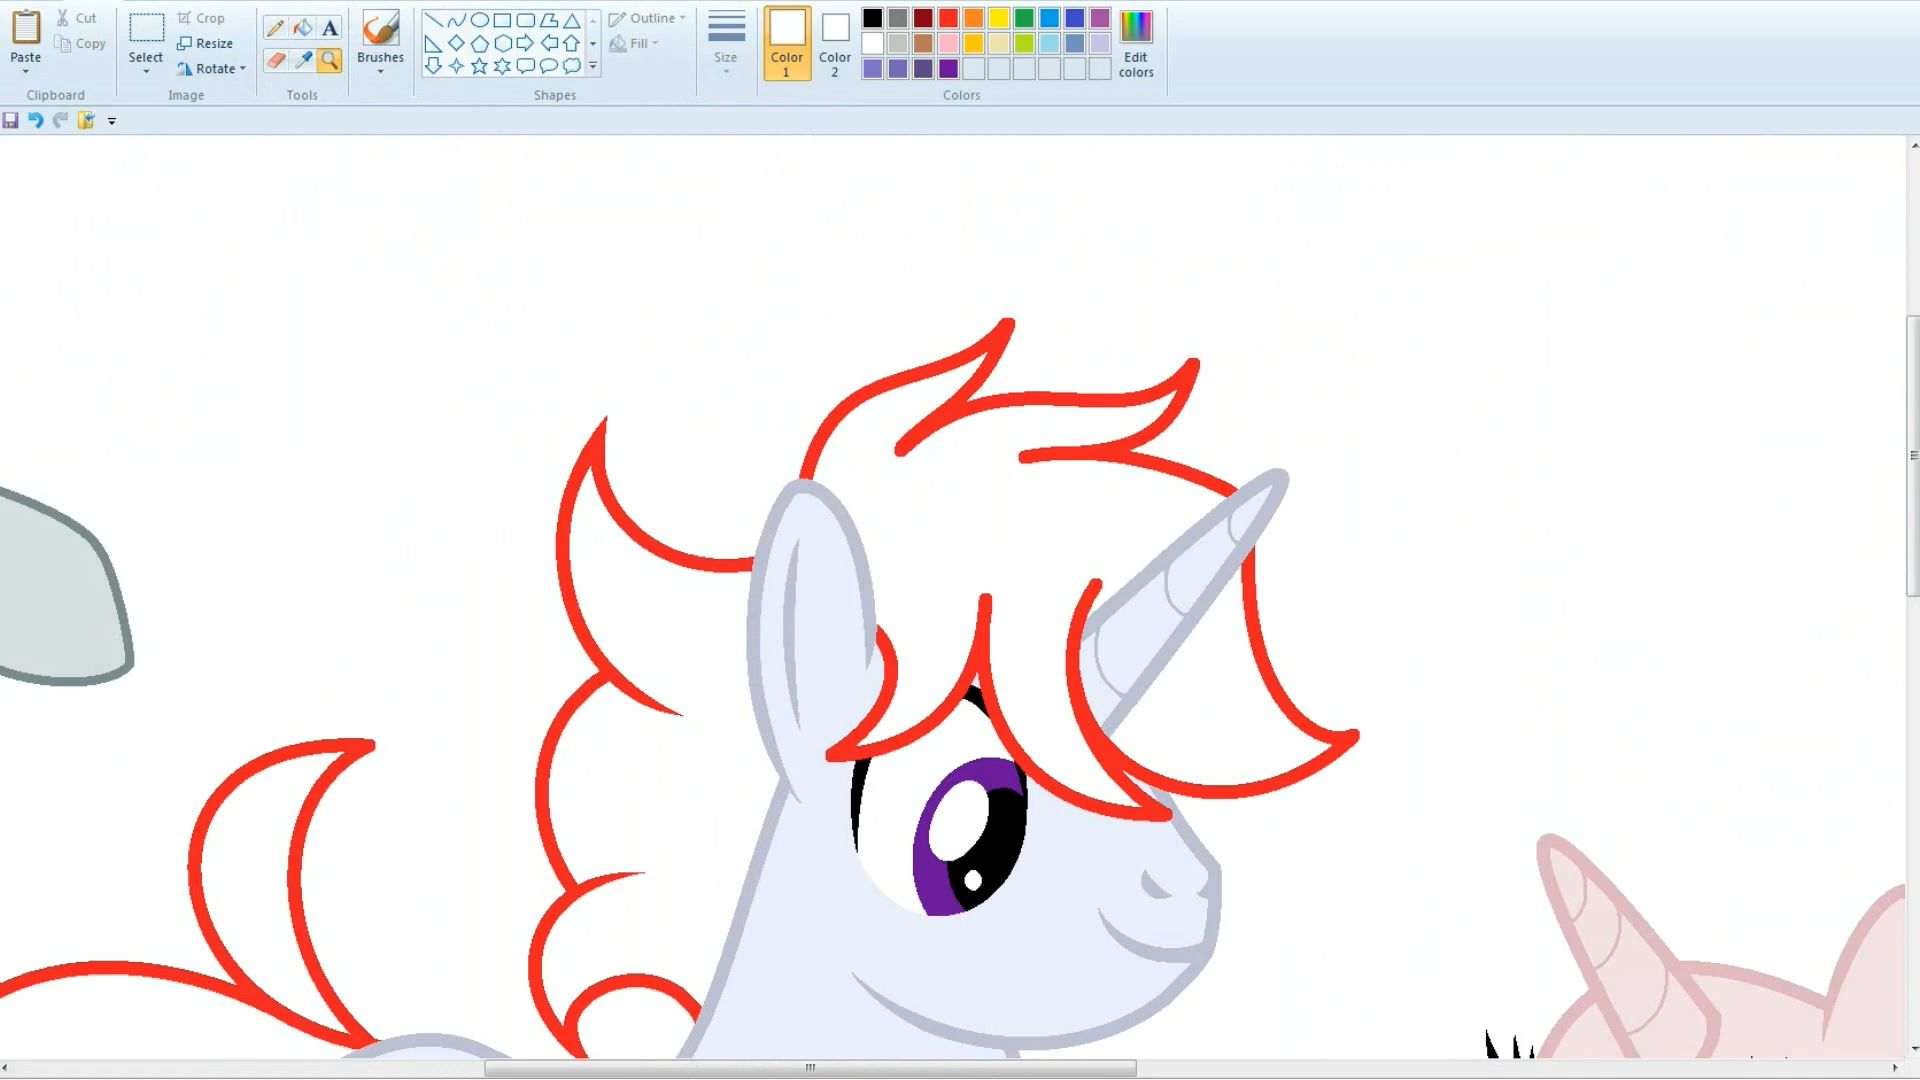 Cut
Crop
Outline
Copy
Resize
Fill
Paste
Select
Rotate
A
Brushes
Size
Color
1
Color
2
Edit
colors
Clipboard
Image
Tools
Shapes
Colors